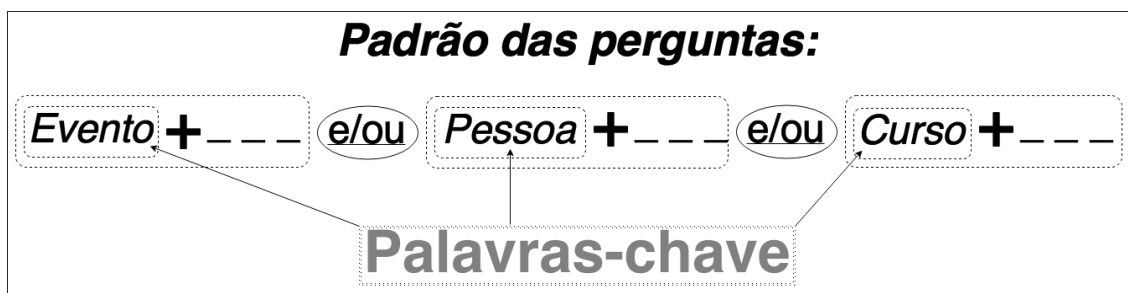 Padrão das perguntas:
Evento + _ _ _ e/ou Pessoa + _ _ _ e/ou Curso + _ _ _
Palavras-chave